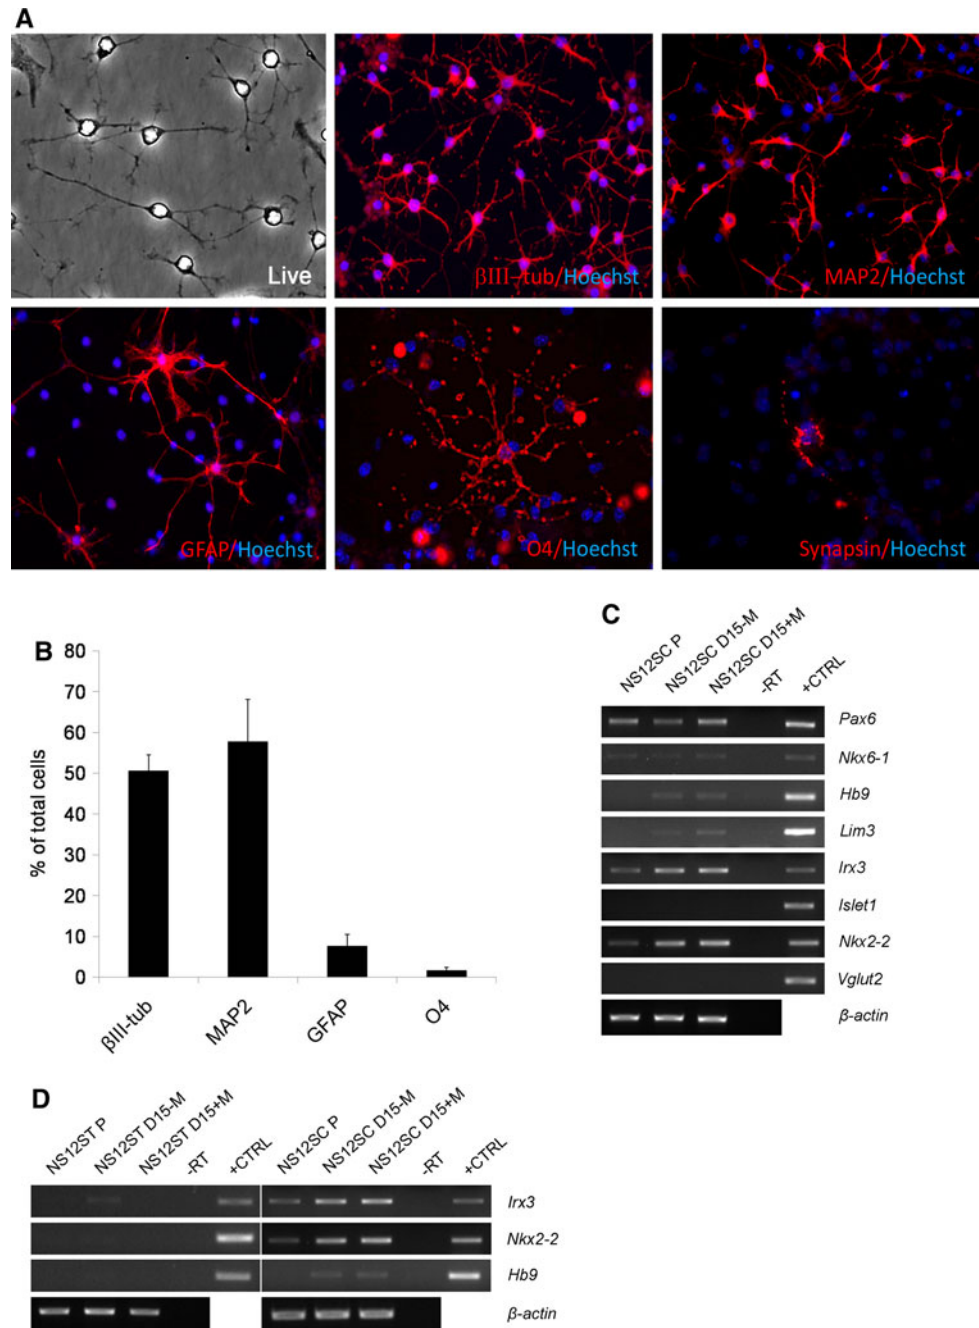 A
Live
βIII-tub/Hoechst
MAP2/Hoechst
GFAP/Hoechst
O4/Hoechst
Synapsin/Hoechst
B
% of total cells
80
70
60
50
40
30
20
10
0
βIII-tub
MAP2
GFAP
O4
C
NS12SC P
NS12SC D15-M
NS12SC D15+M
-RT
+CTRL
Pax6
Nkx6-1
Hb9
Lim3
Irx3
Islet1
Nkx2-2
Vglut2
β-actin
D
NS12ST P
NS12ST D15-M
NS12ST D15+M
-RT
+CTRL
NS12SC P
NS12SC D15-M
NS12SC D15+M
-RT
+CTRL
Irx3
Nkx2-2
Hb9
β-actin